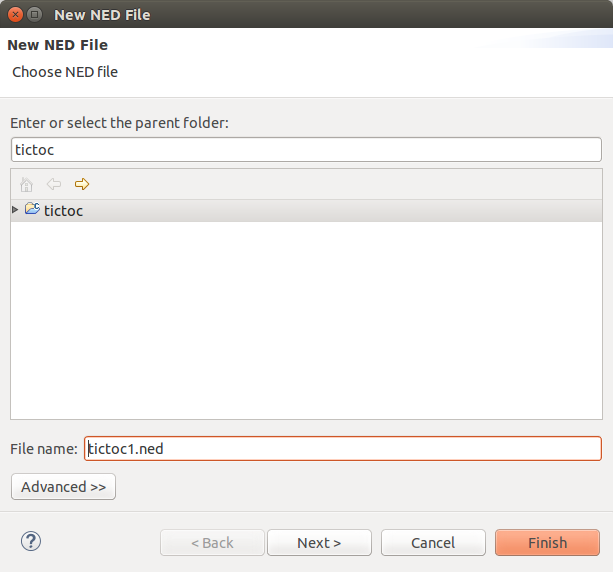 New NED File
New NED File
Choose NED file
Enter or select the parent folder:
tictoc
tictoc
File name: tictoc1.ned
Advanced >>
< Back Next > Cancel Finish